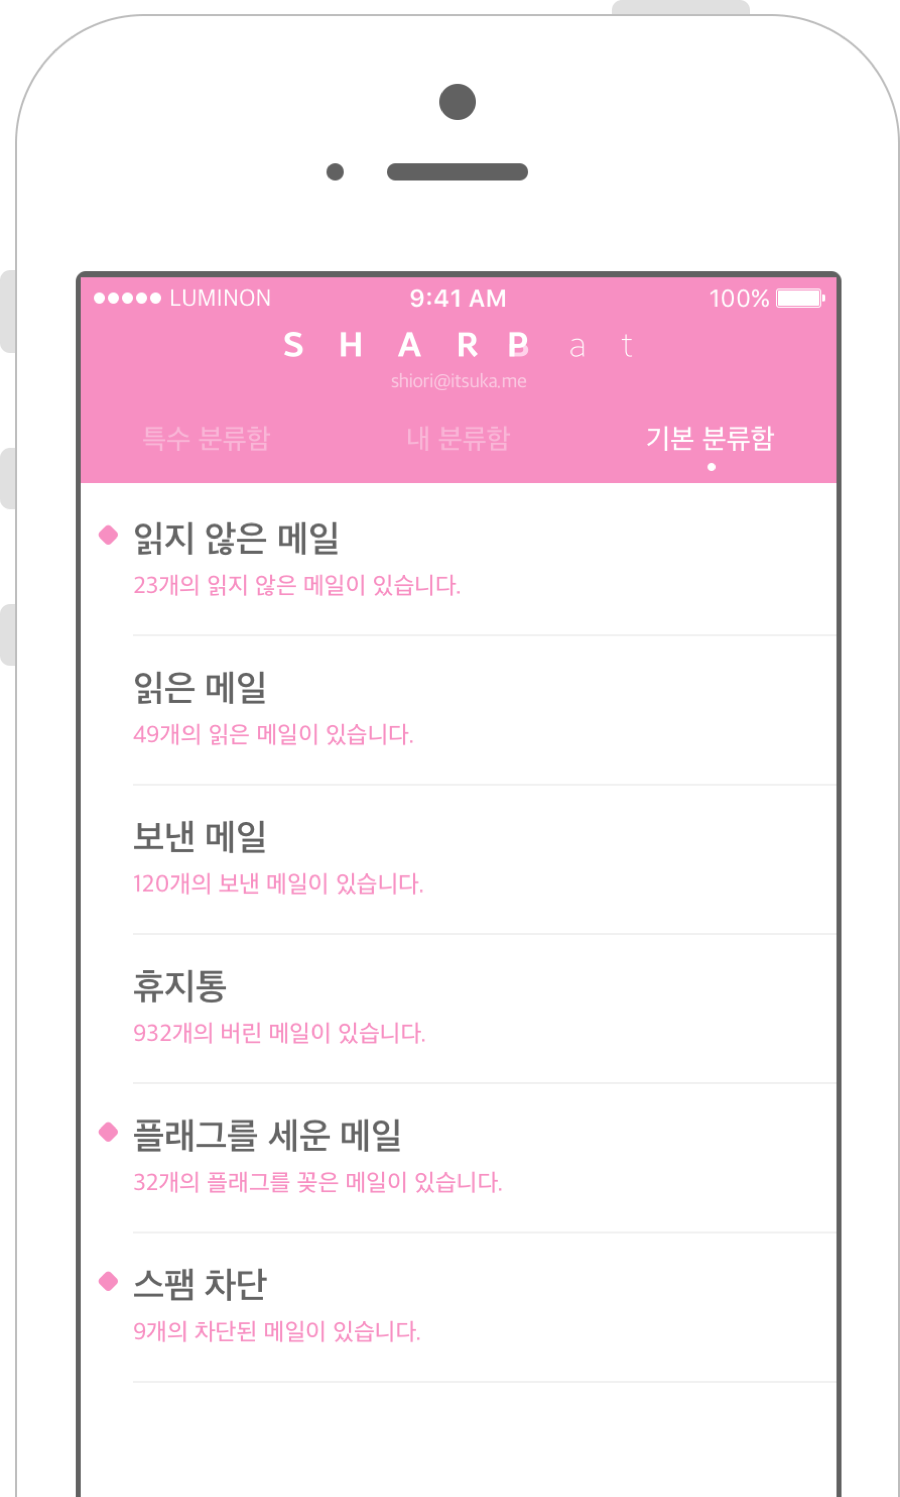 LUMINON 9:41 AM 100%
S H A R B a t
shiori@itsuka.me
특수 분류함 내 분류함 기본 분류함
읽지 않은 메일
23개의 읽지 않은 메일이 있습니다.
읽은 메일
49개의 읽은 메일이 있습니다.
보낸 메일
120개의 보낸 메일이 있습니다.
휴지통
932개의 버린 메일이 있습니다.
플래그를 세운 메일
32개의 플래그를 꽂은 메일이 있습니다.
스팸 차단
9개의 차단된 메일이 있습니다.